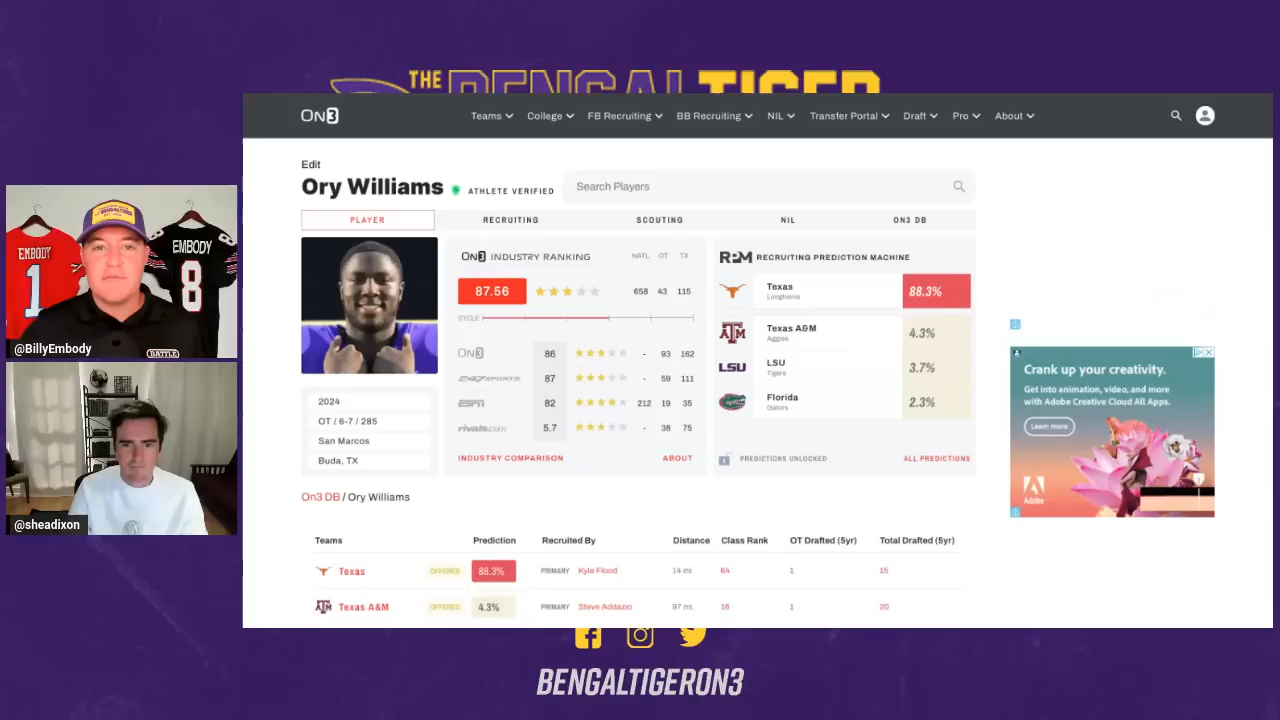 THE BENGAL TIGER
On3
Teams
College
FB Recruiting
BB Recruiting
NIL
Transfer Portal
Draft
Pro
About
Edit
Ory Williams
ATHLETE VERIFIED
Search Players
PLAYER
RECRUITING
SCOUTING
NIL
ON3 DB
On3 INDUSTRY RANKING
NATL
OT
TX
87.56
658
43
115
CYCLE
On3
86
-
93
162
247SPORTS
87
-
59
111
ESPN
82
212
19
35
rivals.com
5.7
-
38
75
INDUSTRY COMPARISON
ABOUT
2024
OT / 6-7 / 285
San Marcos
Buda, TX
RPM RECRUITING PREDICTION MACHINE
Texas
Longhorns
88.3%
ATM
Texas A&M
Aggies
4.3%
LSU
LSU
Tigers
3.7%
Florida
Gators
2.3%
PREDICTIONS UNLOCKED
ALL PREDICTIONS
Crank up your creativity.
Get into animation, video, and more
with Adobe Creative Cloud All Apps.
Learn more
Adobe
On3 DB / Ory Williams
Teams
Prediction
Recruited By
Distance
Class Rank
OT Drafted (5yr)
Total Drafted (5yr)
Texas
OFFERED
88.3%
PRIMARY
Kyle Flood
14 mi.
64
1
15
ATM
Texas A&M
OFFERED
4.3%
PRIMARY
Steve Addazio
97 mi.
16
1
20
EMBODY
1
EMBODY
8
BATTLE
@BillyEmbody
@sheadixon
BENGALTIGERON3